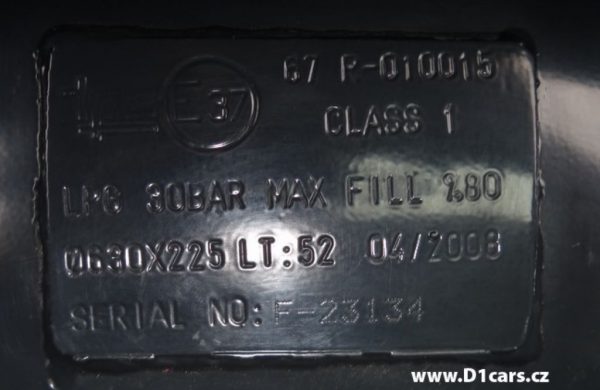 67 R-010015
E 37
CLASS 1
LPG 30BAR MAX FILL %80
Ø630X225 LT:52 04/2008
SERIAL NO: F-23134
www.D1cars.cz